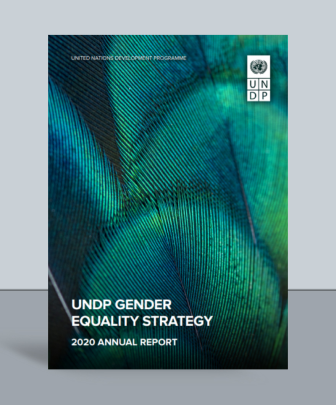 UNITED NATIONS DEVELOPMENT PROGRAMME
U N
D P
UNDP GENDER
EQUALITY STRATEGY
2020 ANNUAL REPORT